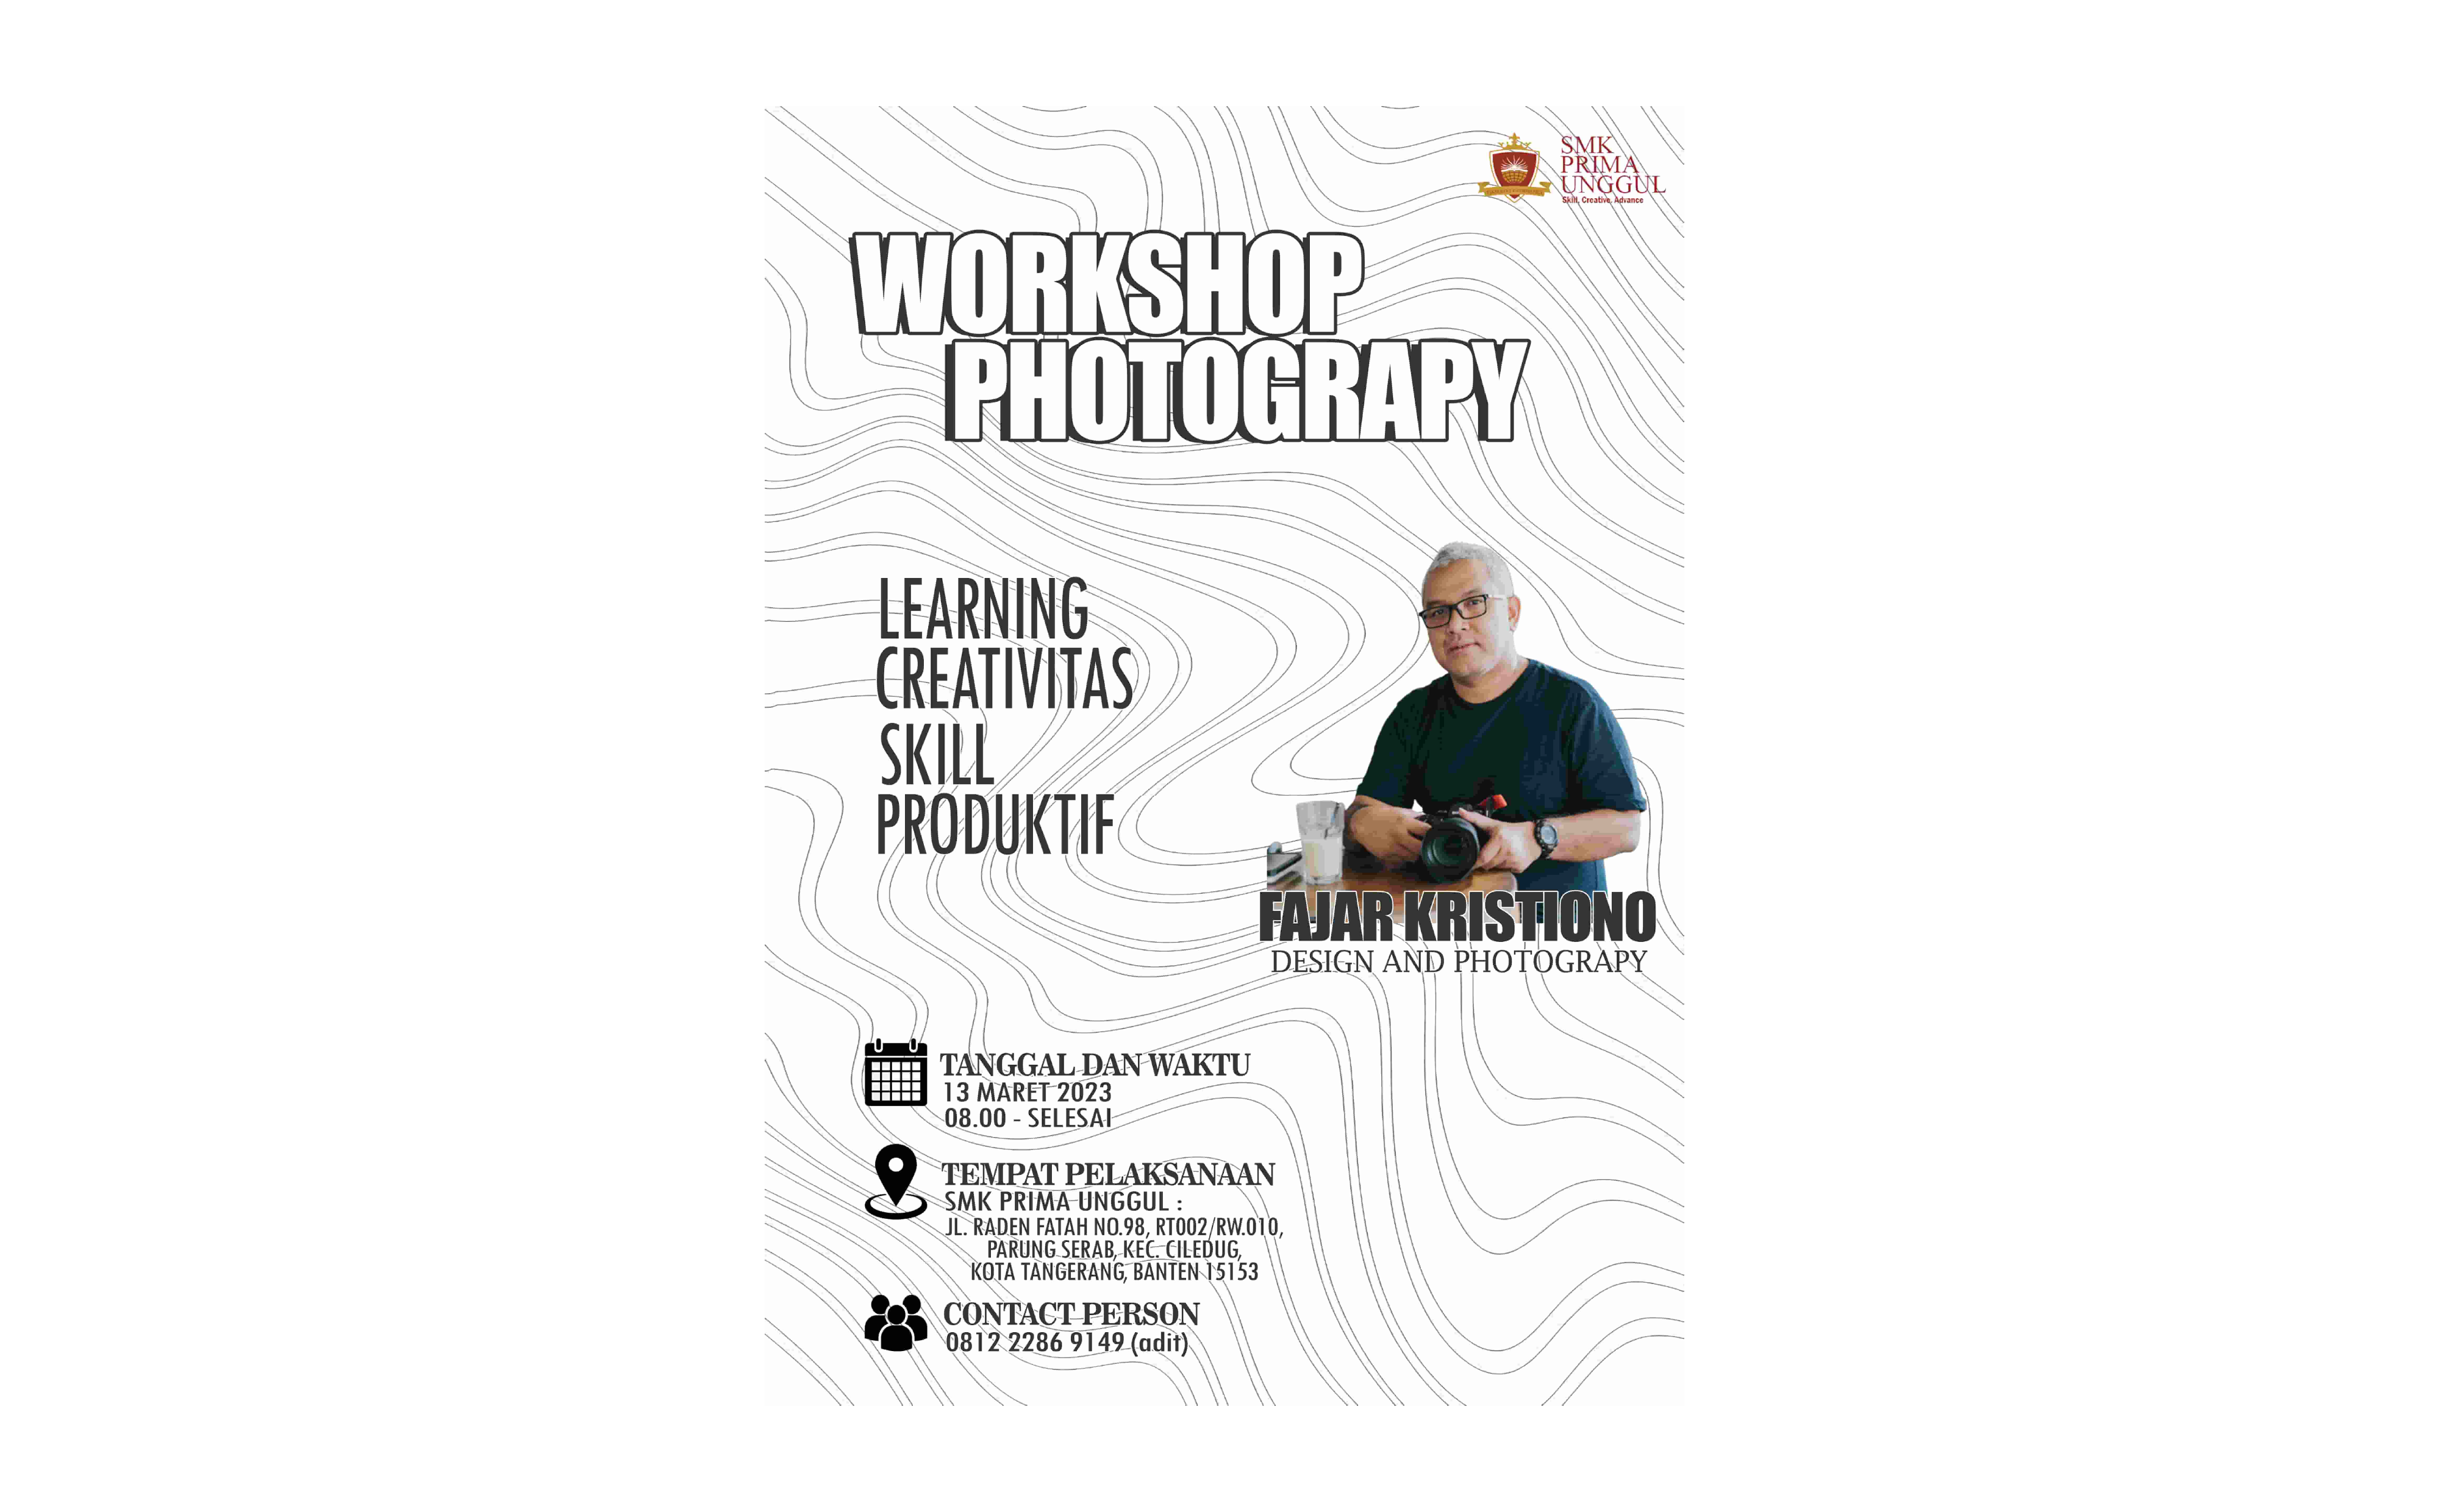 SMK
PRIMA
UNGGUL
Skill, Creative, Advance
WORKSHOP
PHOTOGRAPY
LEARNING
CREATIVITAS
SKILL
PRODUKTIF
FAJAR KRISTIONO
DESIGN AND PHOTOGRAPY
TANGGAL DAN WAKTU
13 MARET 2023
08.00 - SELESAI
TEMPAT PELAKSANAAN
SMK PRIMA UNGGUL :
JL. RADEN FATAH NO.98, RT002/RW.010,
PARUNG SERAB, KEC. CILEDUG,
KOTA TANGERANG, BANTEN 15153
CONTACT PERSON
0812 2286 9149 (adit)